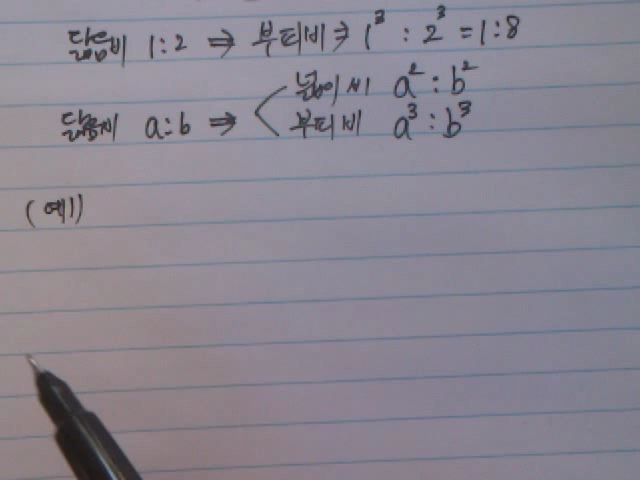 닮음비 1:2 ⇒ 부피비 ⇒ 1³ : 2³ = 1:8
넓이비 a² : b²
닮음비 a:b ⇒ 부피비 a³ : b³
(예1)